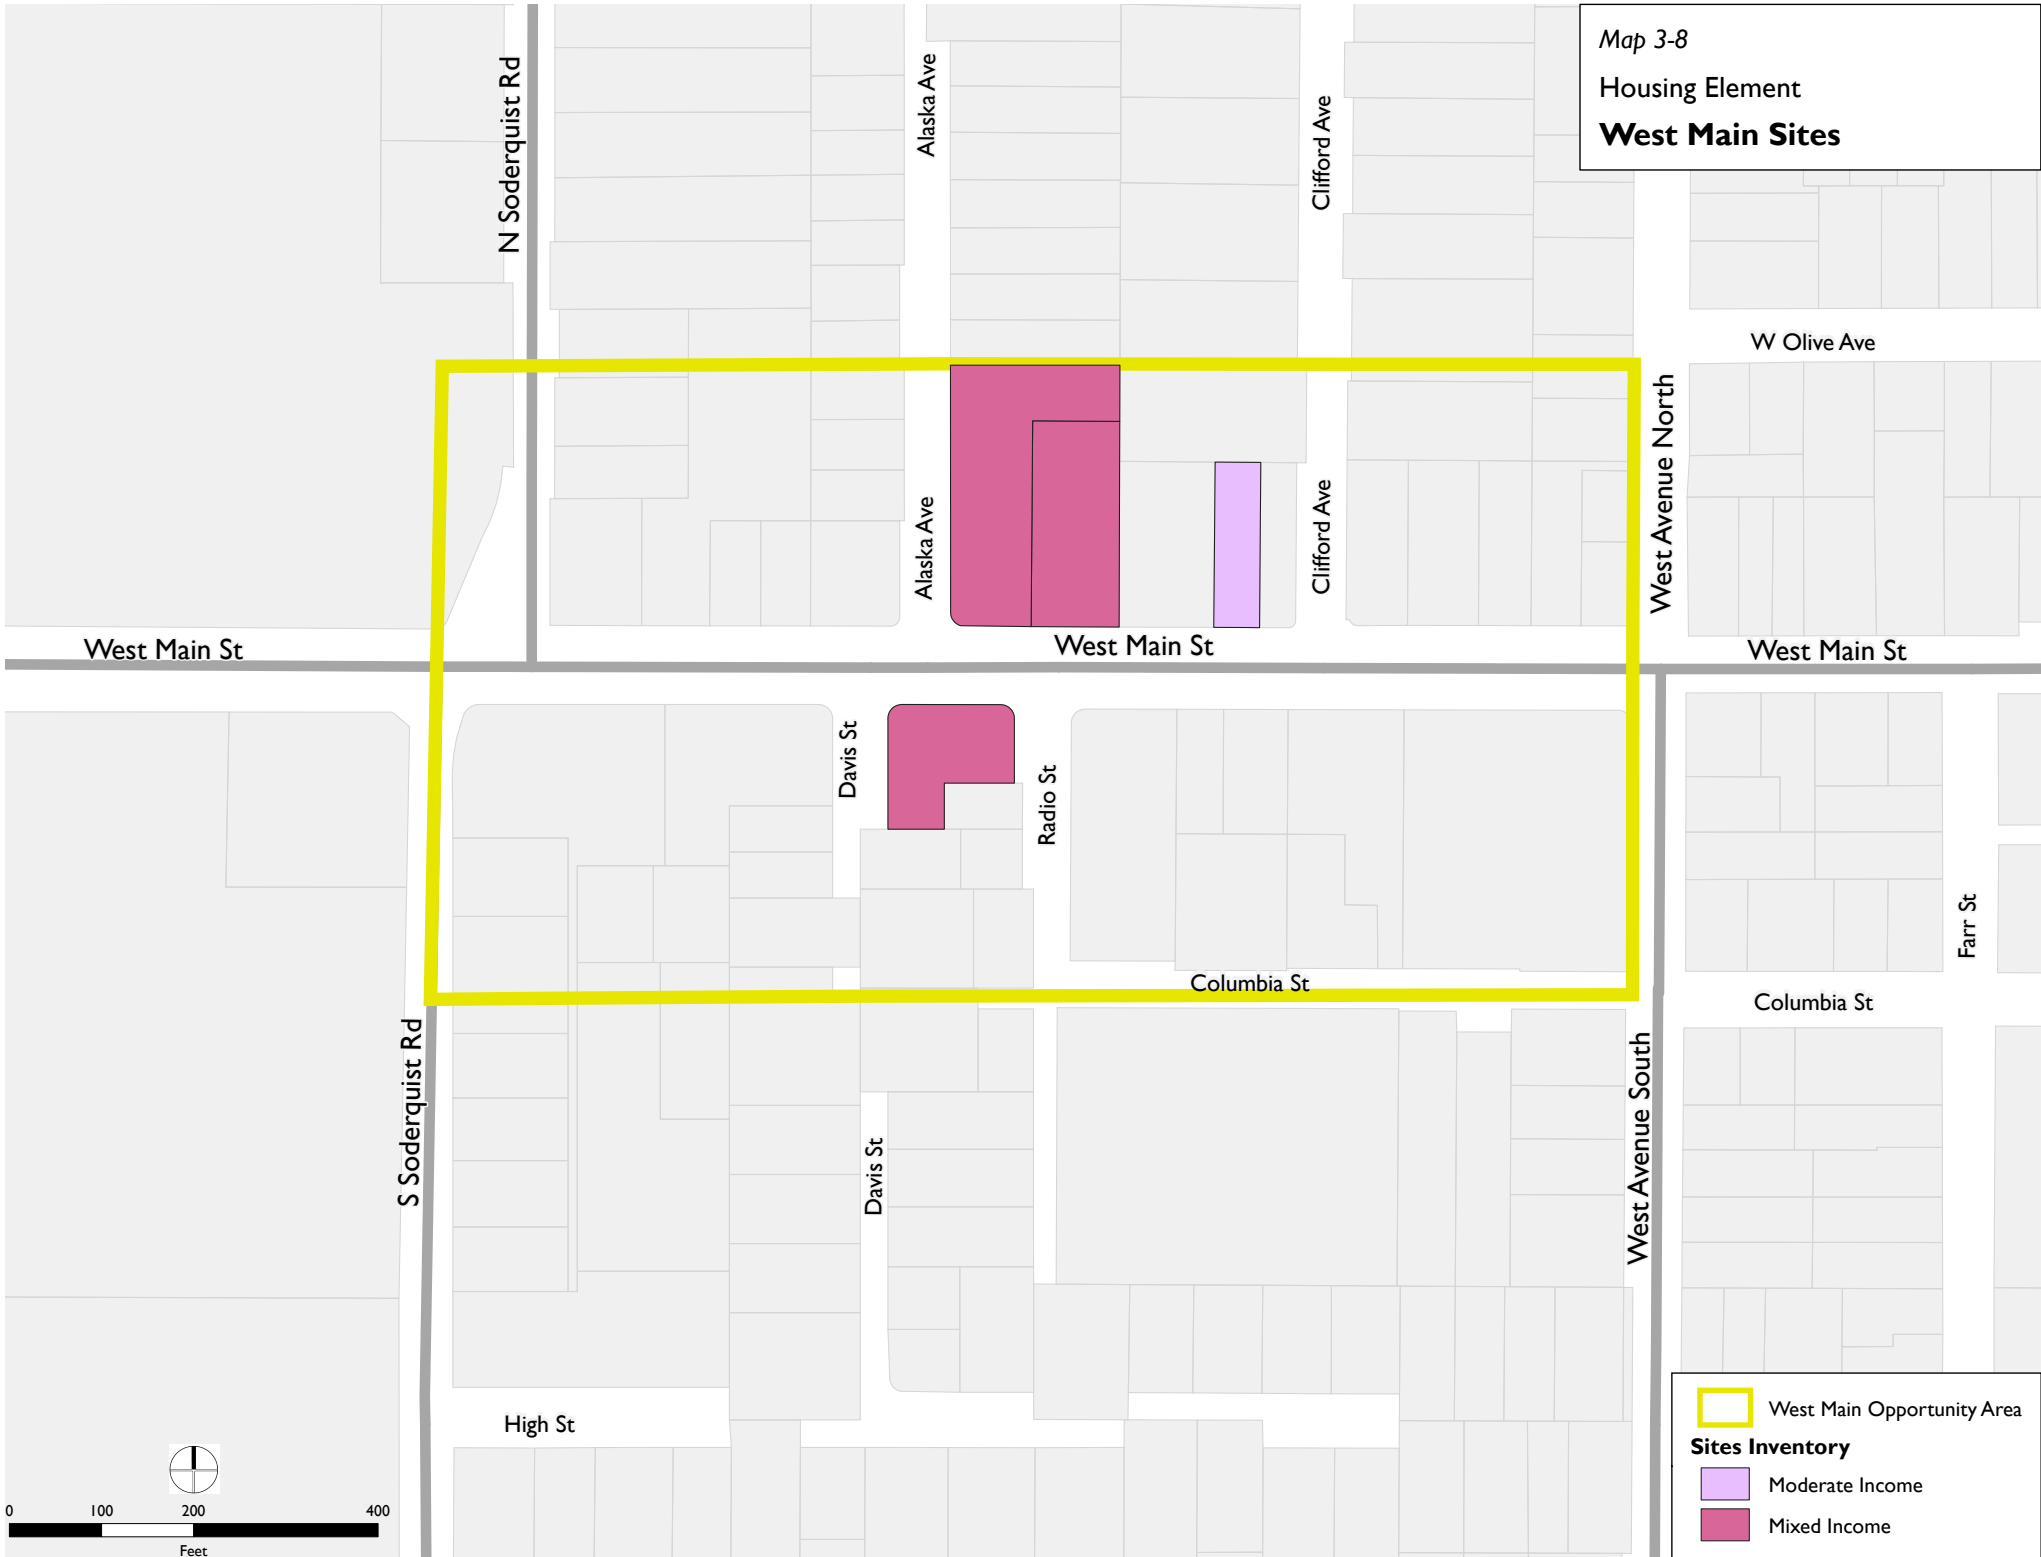 Map 3-8
Housing Element
West Main Sites
N Soderquist Rd
Alaska Ave
Clifford Ave
W Olive Ave
West Avenue North
Alaska Ave
Clifford Ave
West Main St
West Main St
West Main St
Davis St
Radio St
Farr St
Columbia St
Columbia St
S Soderquist Rd
Davis St
West Avenue South
High St
West Main Opportunity Area
Sites Inventory
Moderate Income
Mixed Income
0 100 200 400
Feet